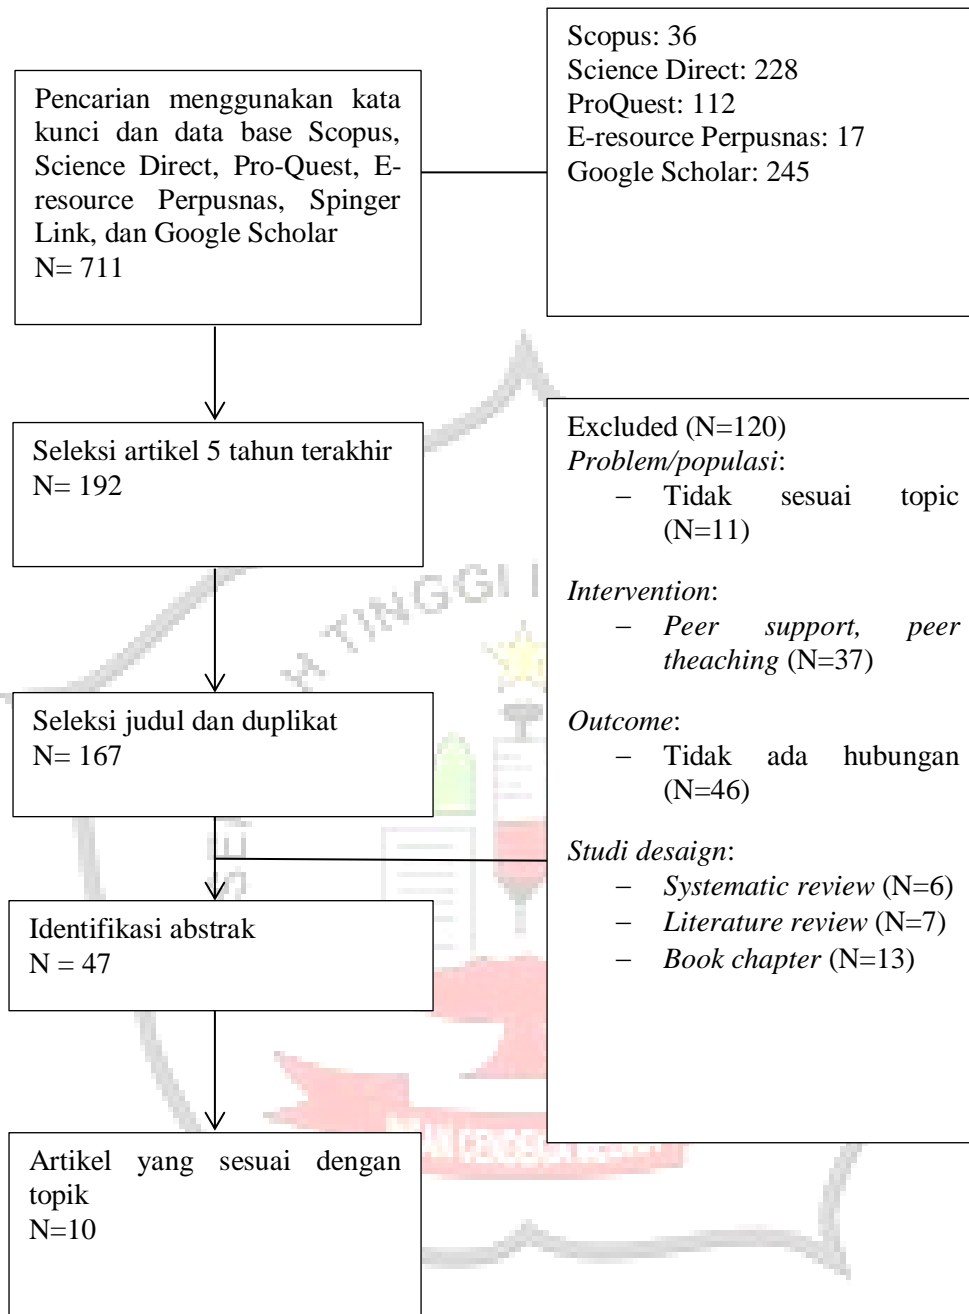 Pencarian menggunakan kata
kunci dan data base Scopus,
Science Direct, Pro-Quest, E-
resource Perpusnas, Spinger
Link, dan Google Scholar
N= 711
Scopus: 36
Science Direct: 228
ProQuest: 112
E-resource Perpusnas: 17
Google Scholar: 245
Seleksi artikel 5 tahun terakhir
N= 192
Seleksi judul dan duplikat
N= 167
Excluded (N=120)
Problem/populasi:
– Tidak sesuai topic
(N=11)
Intervention:
– Peer support, peer
theaching (N=37)
Outcome:
– Tidak ada hubungan
(N=46)
Studi desaign:
– Systematic review (N=6)
– Literature review (N=7)
– Book chapter (N=13)
Identifikasi abstrak
N = 47
Artikel yang sesuai dengan
topik
N=10
TINGGI